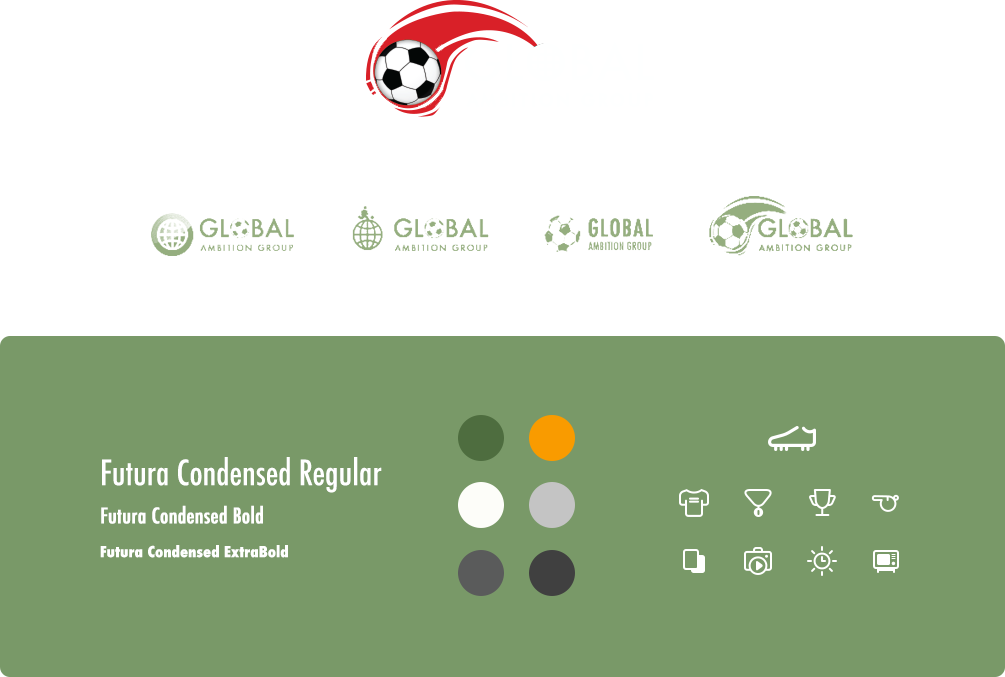 GLOBAL
AMBITION GROUP
GLOBAL
AMBITION GROUP
GLOBAL
AMBITION GROUP
GLOBAL
AMBITION GROUP
Futura Condensed Regular
Futura Condensed Bold
Futura Condensed ExtraBold